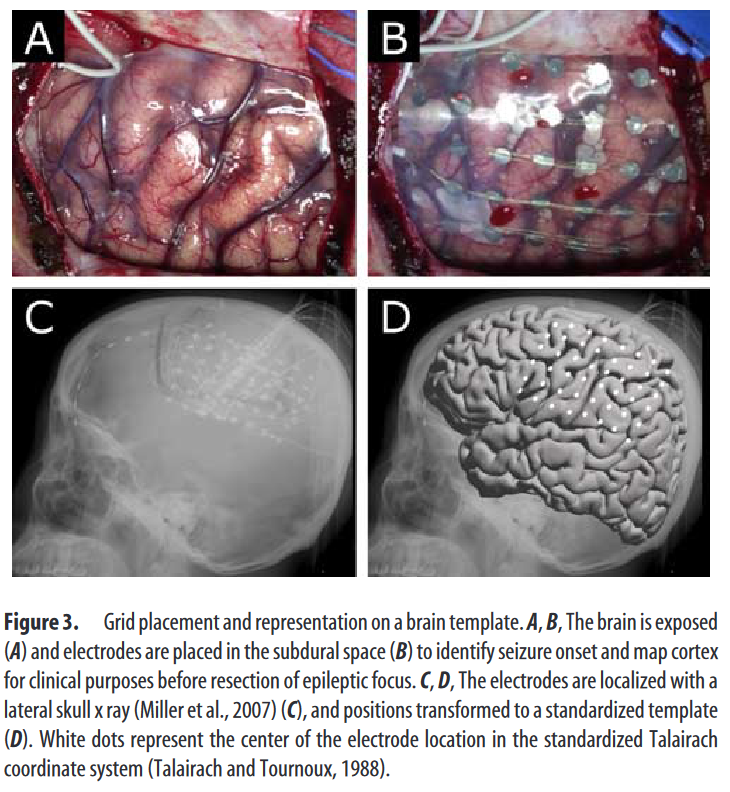 A
B
C
D
Figure 3. Grid placement and representation on a brain template. A, B, The brain is exposed
(A) and electrodes are placed in the subdural space (B) to identify seizure onset and map cortex
for clinical purposes before resection of epileptic focus. C, D, The electrodes are localized with a
lateral skull x ray (Miller et al., 2007) (C), and positions transformed to a standardized template
(D). White dots represent the center of the electrode location in the standardized Talairach
coordinate system (Talairach and Tournoux, 1988).